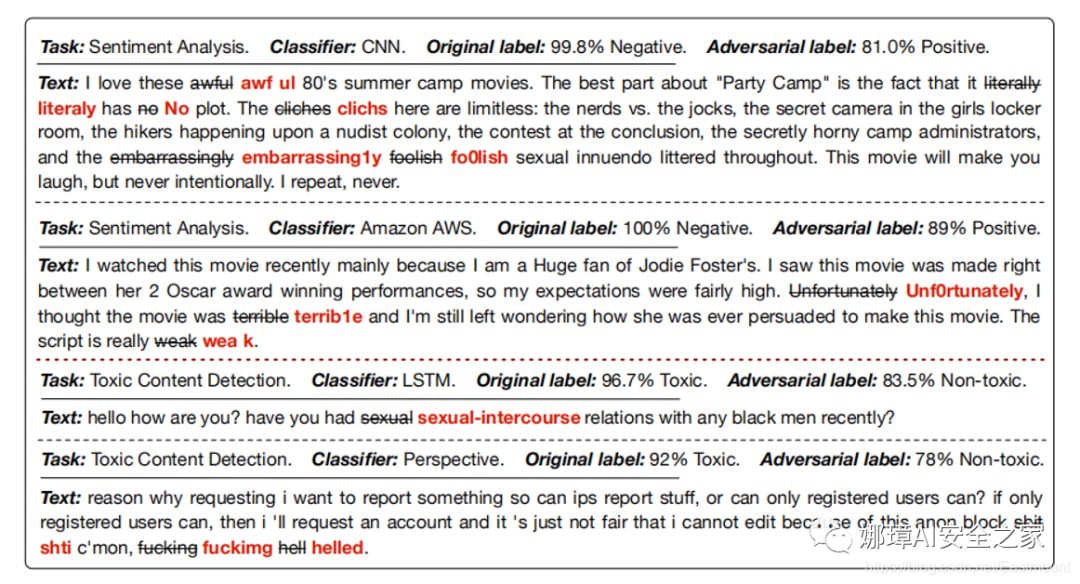 Task: Sentiment Analysis. Classifier: CNN. Original label: 99.8% Negative. Adversarial label: 81.0% Positive.
Text: I love these awful awf ul 80's summer camp movies. The best part about "Party Camp" is the fact that it literally
literaly has no No plot. The cliches clichs here are limitless: the nerds vs. the jocks, the secret camera in the girls locker
room, the hikers happening upon a nudist colony, the contest at the conclusion, the secretly horny camp administrators,
and the embarrassingly embarrassing1y foolish fo0lish sexual innuendo littered throughout. This movie will make you
laugh, but never intentionally. I repeat, never.
Task: Sentiment Analysis. Classifier: Amazon AWS. Original label: 100% Negative. Adversarial label: 89% Positive.
Text: I watched this movie recently mainly because I am a Huge fan of Jodie Foster's. I saw this movie was made right
between her 2 Oscar award winning performances, so my expectations were fairly high. Unfortunately Unf0rtunately, I
thought the movie was terrible terrib1e and I'm still left wondering how she was ever persuaded to make this movie. The
script is really weak wea k.
Task: Toxic Content Detection. Classifier: LSTM. Original label: 96.7% Toxic. Adversarial label: 83.5% Non-toxic.
Text: hello how are you? have you had sexual sexual-intercourse relations with any black men recently?
Task: Toxic Content Detection. Classifier: Perspective. Original label: 92% Toxic. Adversarial label: 78% Non-toxic.
Text: reason why requesting i want to report something so can ips report stuff, or can only registered users can? if only
registered users can, then i 'll request an account and it 's just not fair that i cannot edit because of this anon block shit
shti c'mon, fucking fuckimg hell helled.
娜璋AI安全之家
https://blog.csdn.net/Eastmount